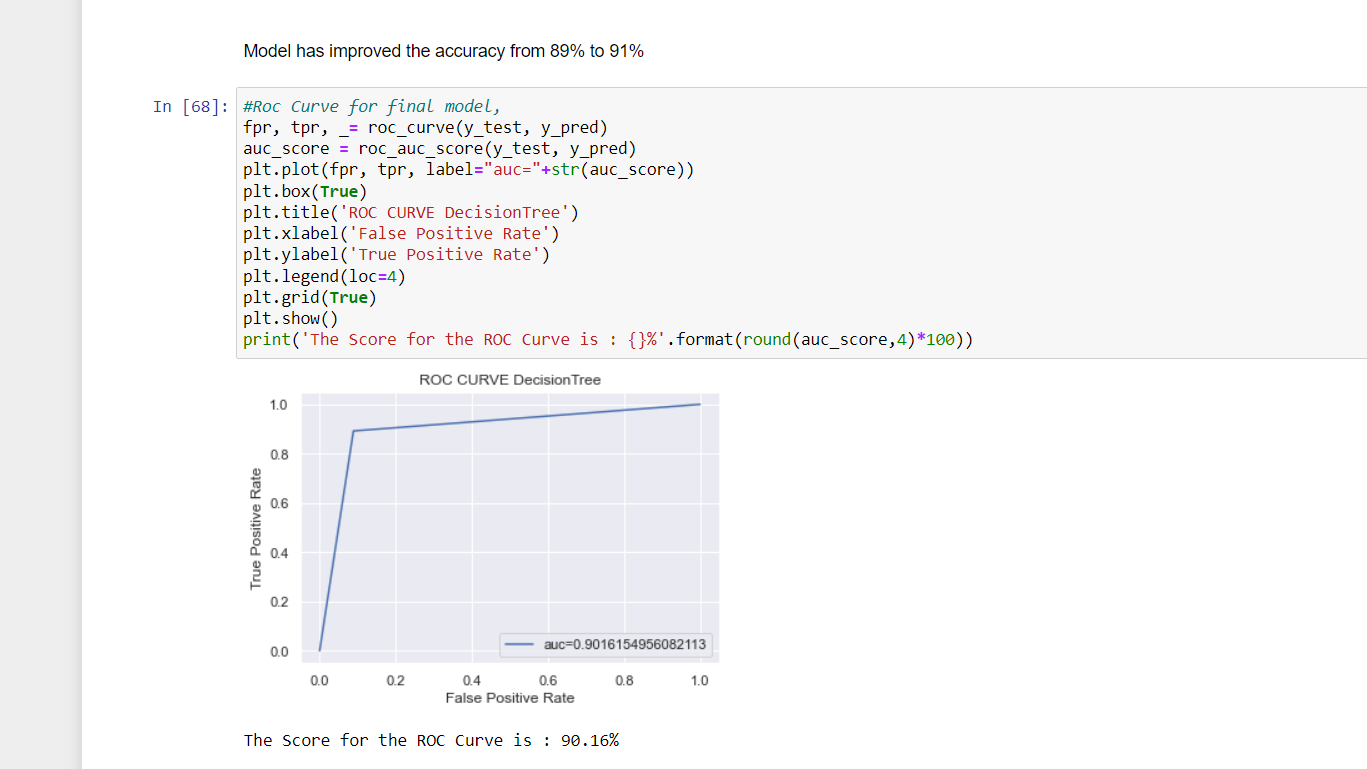 Model has improved the accuracy from 89% to 91%
In [68]:
#Roc Curve for final model,
fpr, tpr, _= roc_curve(y_test, y_pred)
auc_score = roc_auc_score(y_test, y_pred)
plt.plot(fpr, tpr, label="auc="+str(auc_score))
plt.box(True)
plt.title('ROC CURVE DecisionTree')
plt.xlabel('False Positive Rate')
plt.ylabel('True Positive Rate')
plt.legend(loc=4)
plt.grid(True)
plt.show()
print('The Score for the ROC Curve is : {}%'.format(round(auc_score,4)*100))
ROC CURVE DecisionTree
1.0
0.8
0.6
0.4
0.2
0.0
True Positive Rate
auc=0.9016154956082113
0.0 0.2 0.4 0.6 0.8 1.0
False Positive Rate
The Score for the ROC Curve is : 90.16%